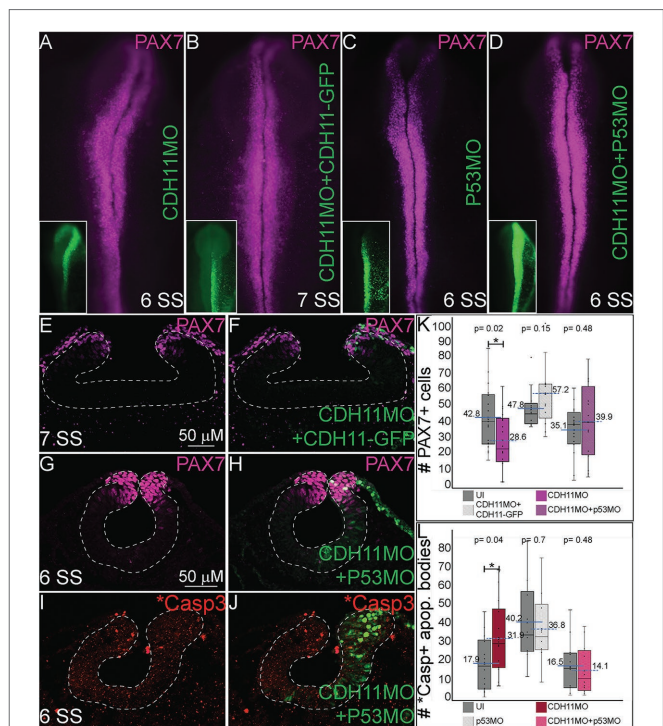 A PAX7
CDH11MO
6 SS
B PAX7
CDH11MO+CDH11-GFP
7 SS
C PAX7
P53MO
6 SS
D PAX7
CDH11MO+P53MO
6 SS
E PAX7
7 SS
50 µM
F PAX7
CDH11MO
+CDH11-GFP
G PAX7
6 SS
50 µM
H PAX7
CDH11MO
+P53MO
I *Casp3
6 SS
J *Casp3
CDH11MO
+P53MO
K
# PAX7+ cells
100
90
80
70
60
50
40
30
20
10
0
p= 0.02 p= 0.15 p= 0.48
*
42.8 28.6 47.8 57.2 35.1 39.9
UI CDH11MO
CDH11MO+
CDH11-GFP
CDH11MO+p53MO
# *Casp+ apop. bodies
80
70
60
50
40
30
20
10
0
p= 0.04 p= 0.7 p= 0.48
*
17.9 31.9 40.2 36.8 16.5 14.1
UI CDH11MO
p53MO CDH11MO+p53MO